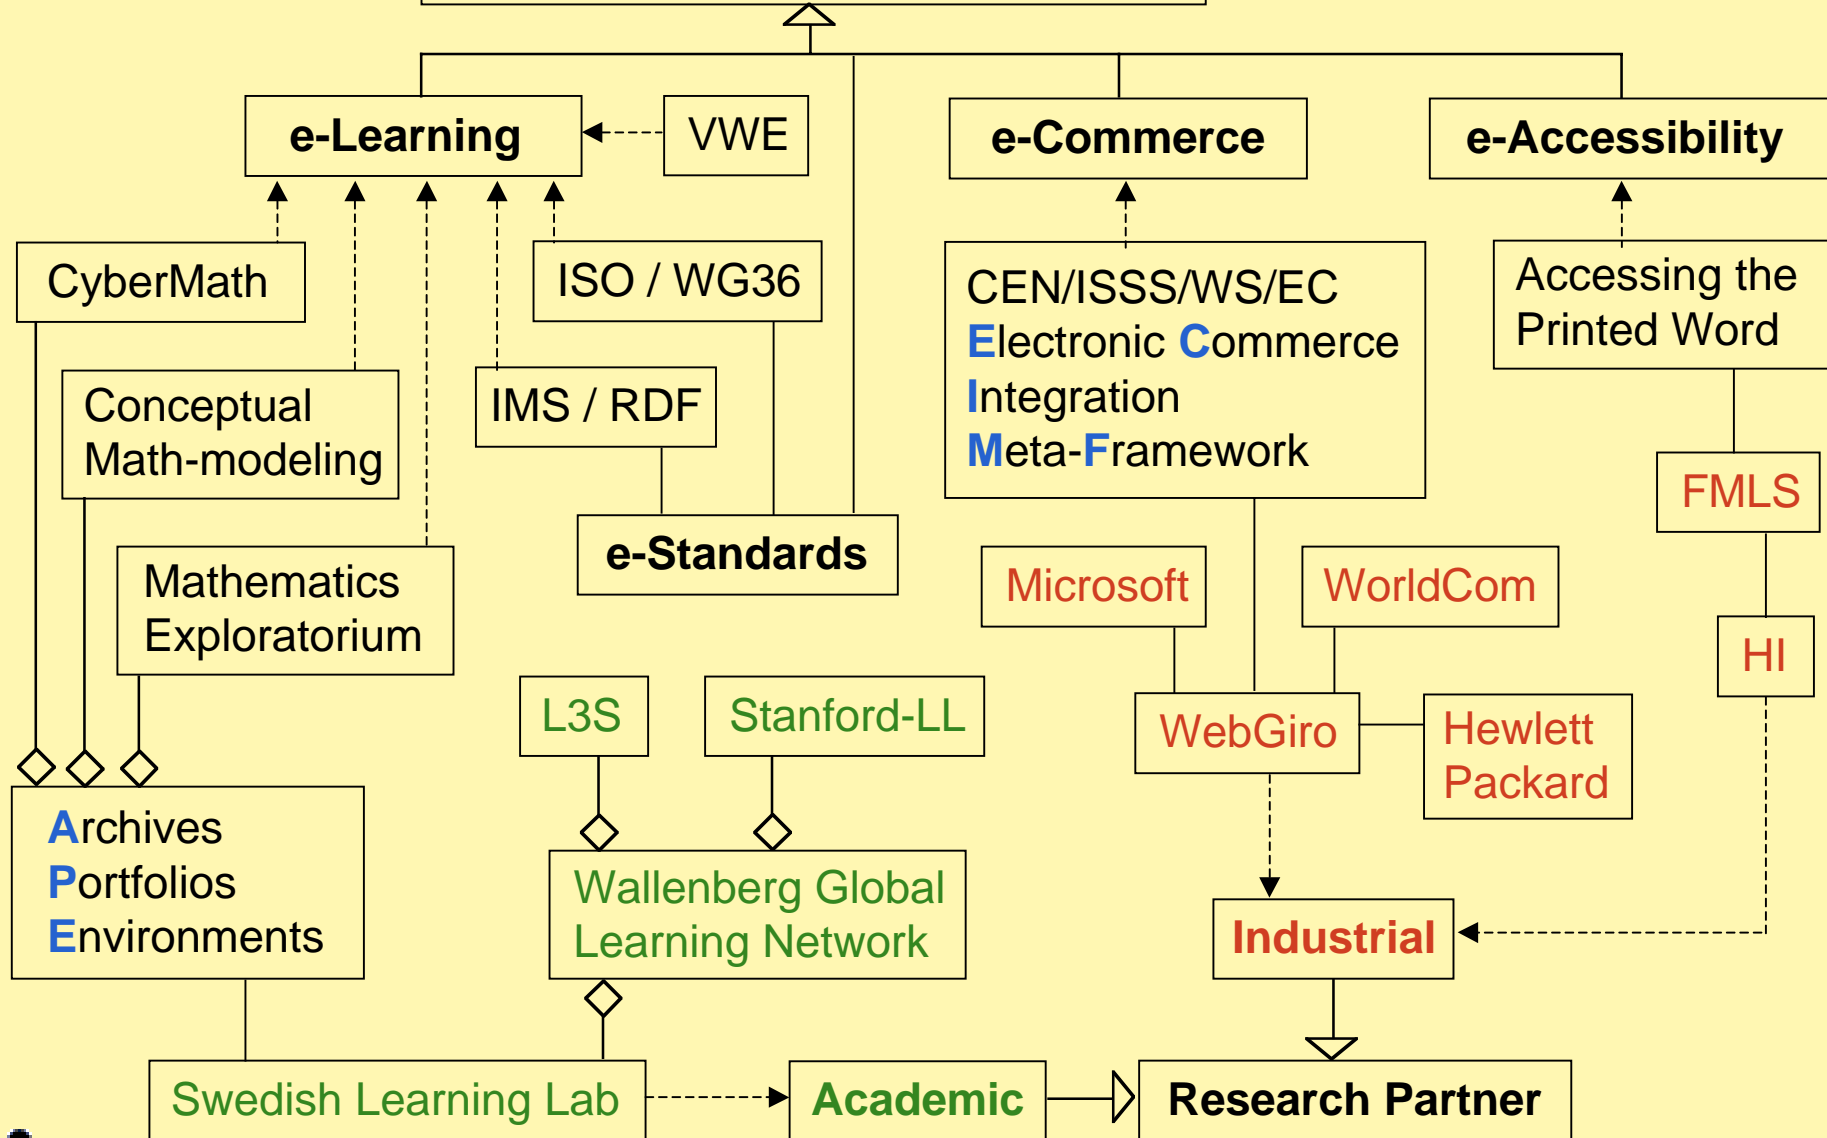 e-Learning
VWE
e-Commerce
e-Accessibility
CyberMath
ISO / WG36
CEN/ISSS/WS/EC
Electronic Commerce
Integration
Meta-Framework
Accessing the
Printed Word
Conceptual
Math-modeling
IMS / RDF
FMLS
e-Standards
Mathematics
Exploratorium
Microsoft
WorldCom
HI
L3S
Stanford-LL
WebGiro
Hewlett
Packard
Archives
Portfolios
Environments
Wallenberg Global
Learning Network
Industrial
Swedish Learning Lab
Academic
Research Partner